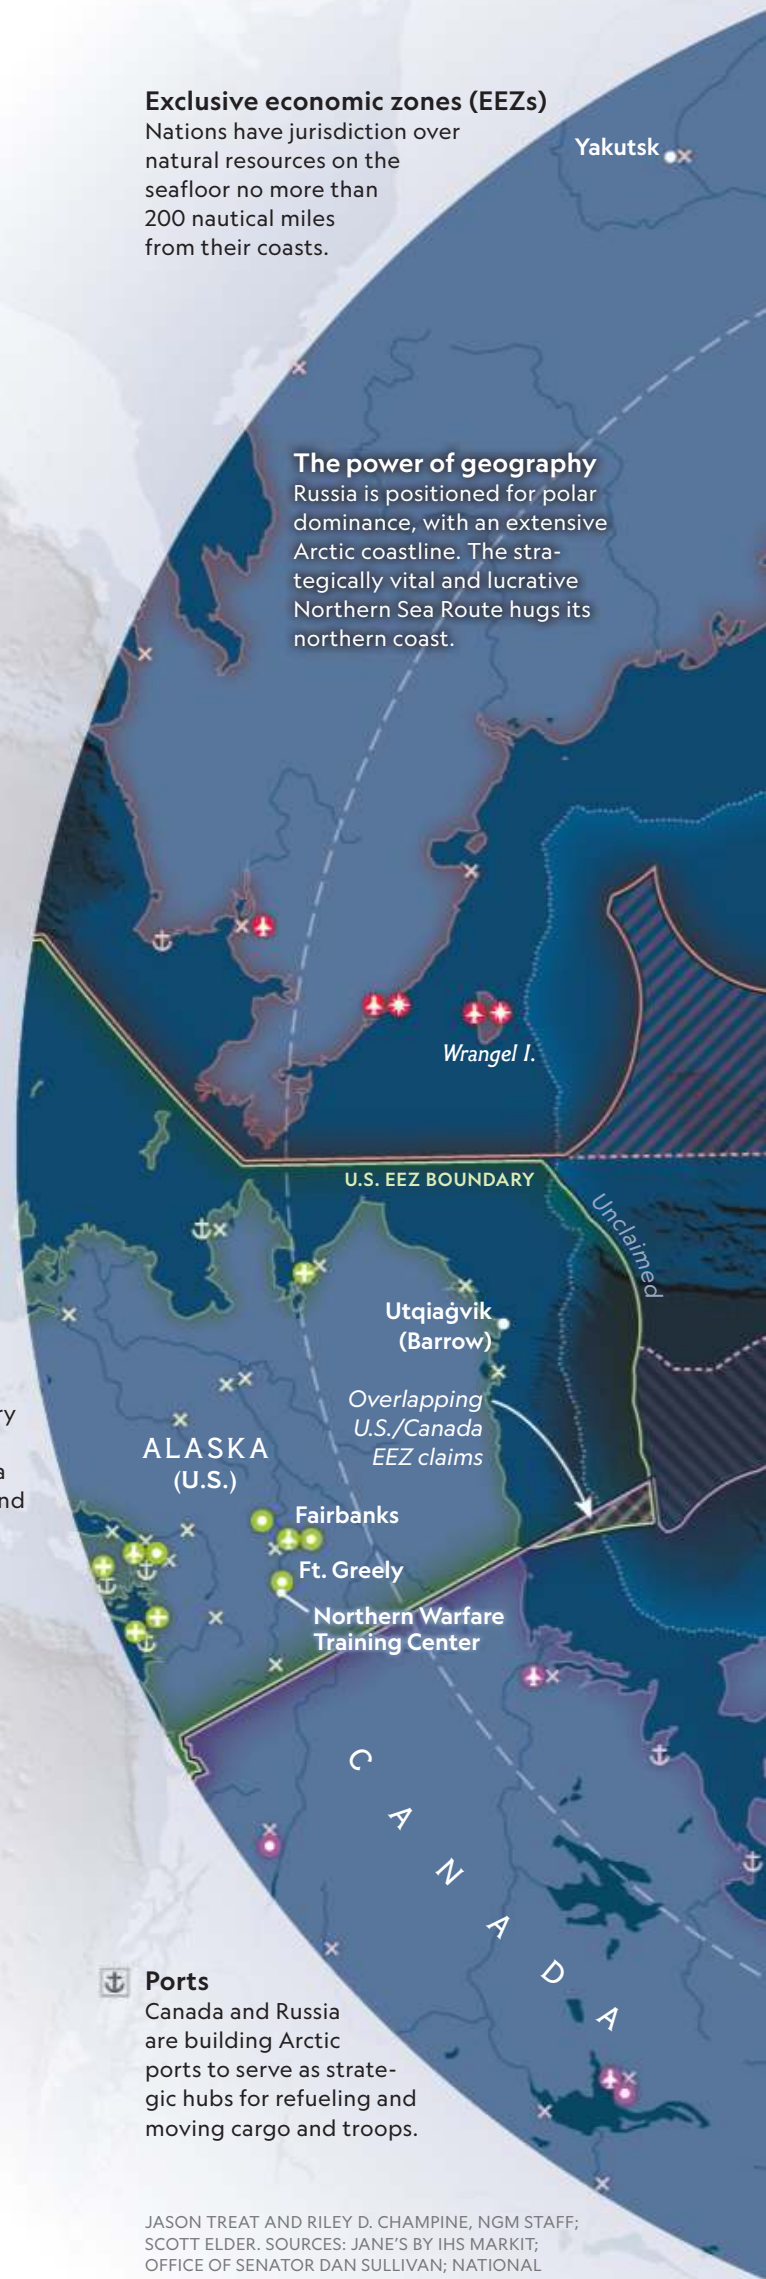 Exclusive economic zones (EEZs)
Nations have jurisdiction over
natural resources on the
seafloor no more than
200 nautical miles
from their coasts.
Yakutsk
The power of geography
Russia is positioned for polar
dominance, with an extensive
Arctic coastline. The stra-
tegically vital and lucrative
Northern Sea Route hugs its
northern coast.
Wrangel I.
U.S. EEZ BOUNDARY
Unclaimed
Utqiaġvik
(Barrow)
Overlapping
U.S./Canada
EEZ claims
ry
a
nd
ALASKA
(U.S.)
Fairbanks
Ft. Greely
Northern Warfare
Training Center
CANADA
Ports
Canada and Russia
are building Arctic
ports to serve as strate-
gic hubs for refueling and
moving cargo and troops.
JASON TREAT AND RILEY D. CHAMPINE, NGM STAFF;
SCOTT ELDER. SOURCES: JANE'S BY IHS MARKIT;
OFFICE OF SENATOR DAN SULLIVAN; NATIONAL